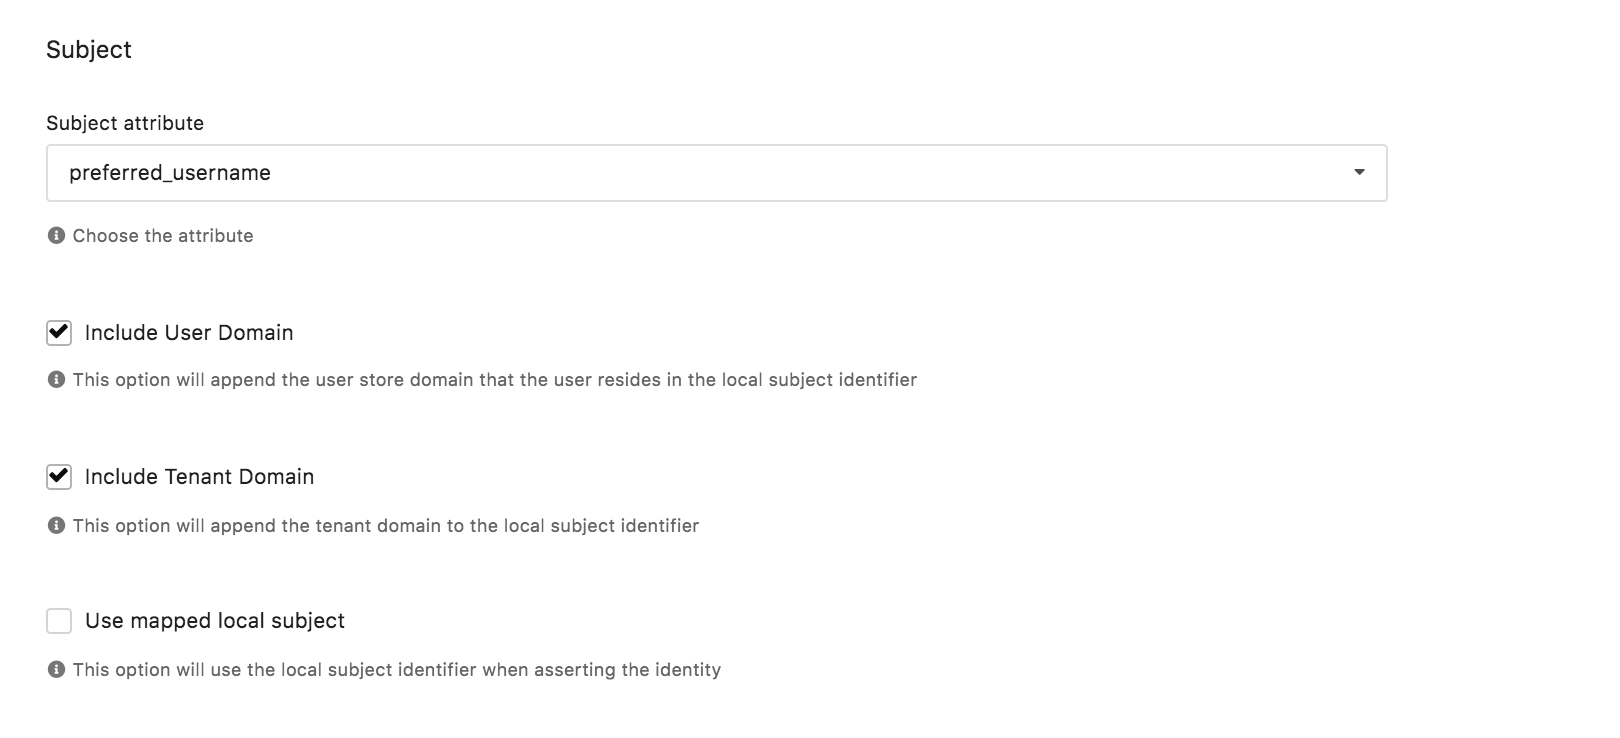 Subject
Subject attribute
preferred_username
Choose the attribute
Include User Domain
This option will append the user store domain that the user resides in the local subject identifier
Include Tenant Domain
This option will append the tenant domain to the local subject identifier
Use mapped local subject
This option will use the local subject identifier when asserting the identity